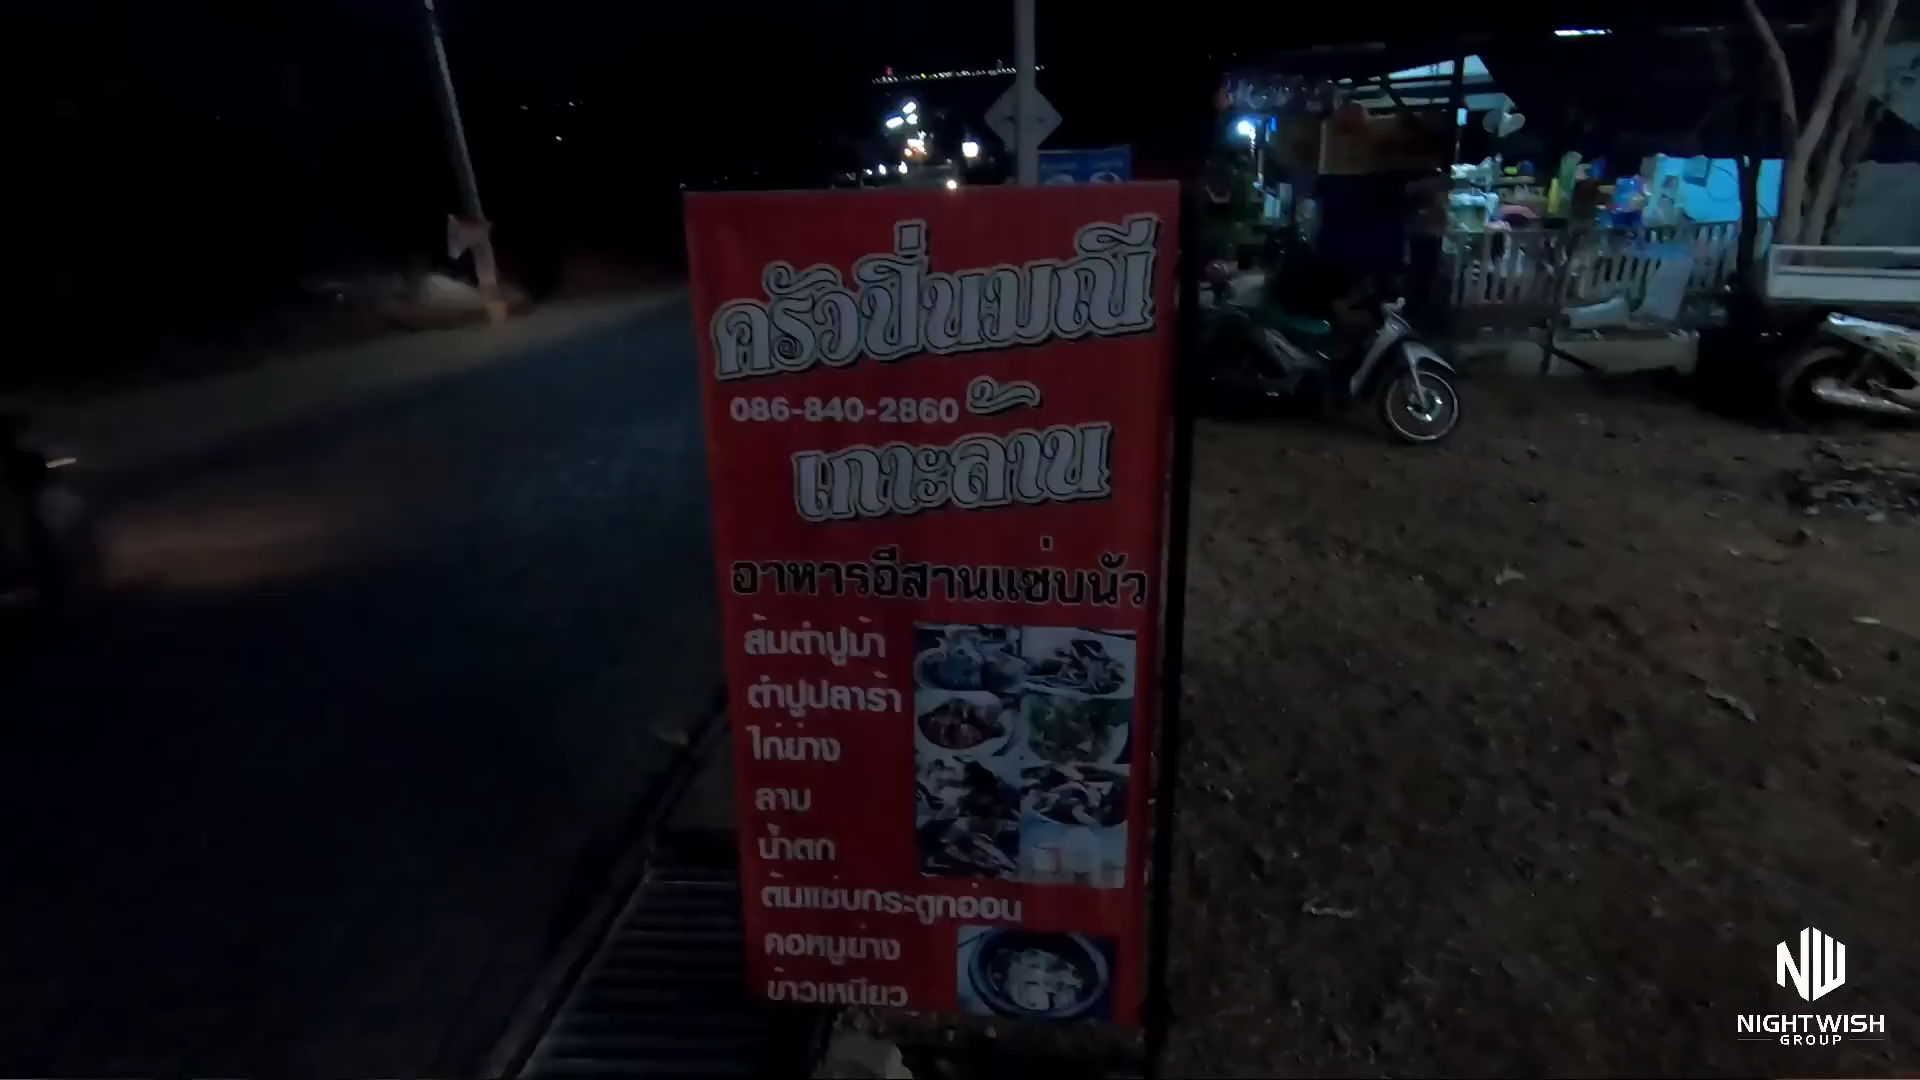 ครัวปิ่นมณี
086-840-2860
เกาะล้าน
อาหารอีสานแซ่บนัว
ส้มตำปูม้า
ตำปูปลาร้า
ไก่ย่าง
ลาบ
น้ำตก
ต้มแซ่บกระดูกอ่อน
คอหมูย่าง
ข้าวเหนียว
NIGHTWISH
GROUP